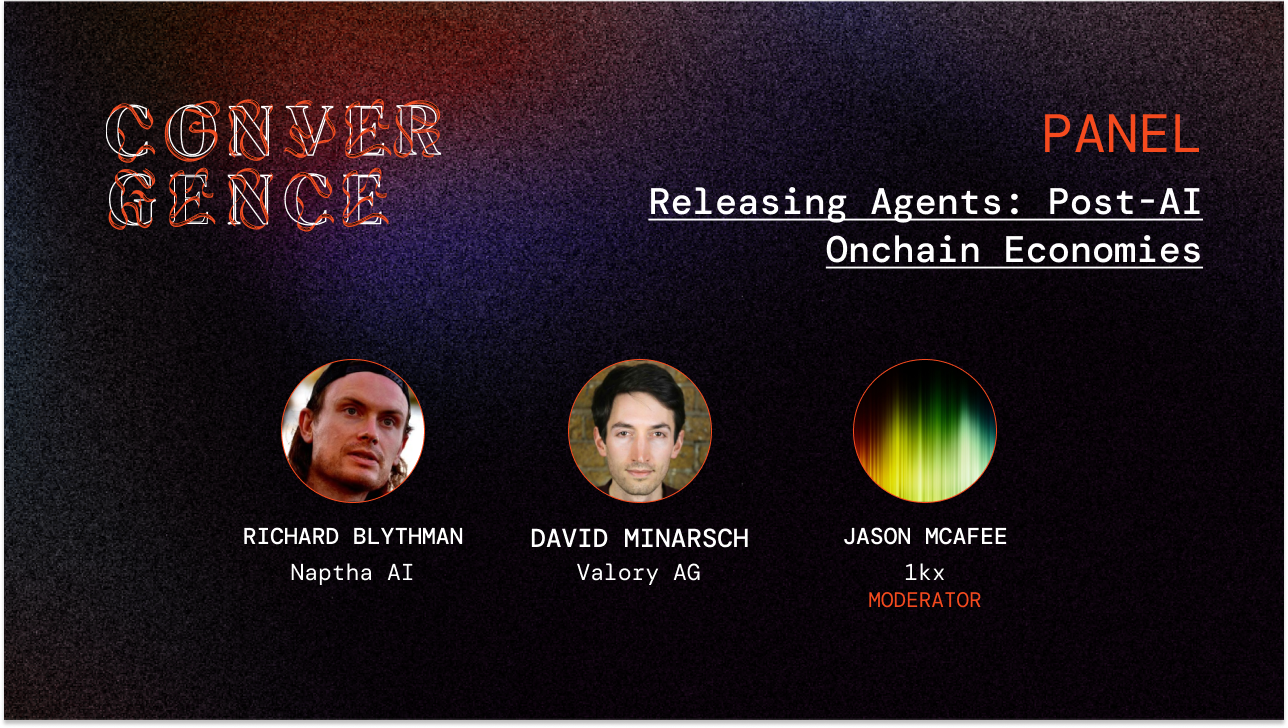 CONVER
GENCE
PANEL
Releasing Agents: Post-AI
Onchain Economies
RICHARD BLYTHMAN
Naptha AI
DAVID MINARSCH
Valory AG
JASON MCAFEE
1kx
MODERATOR